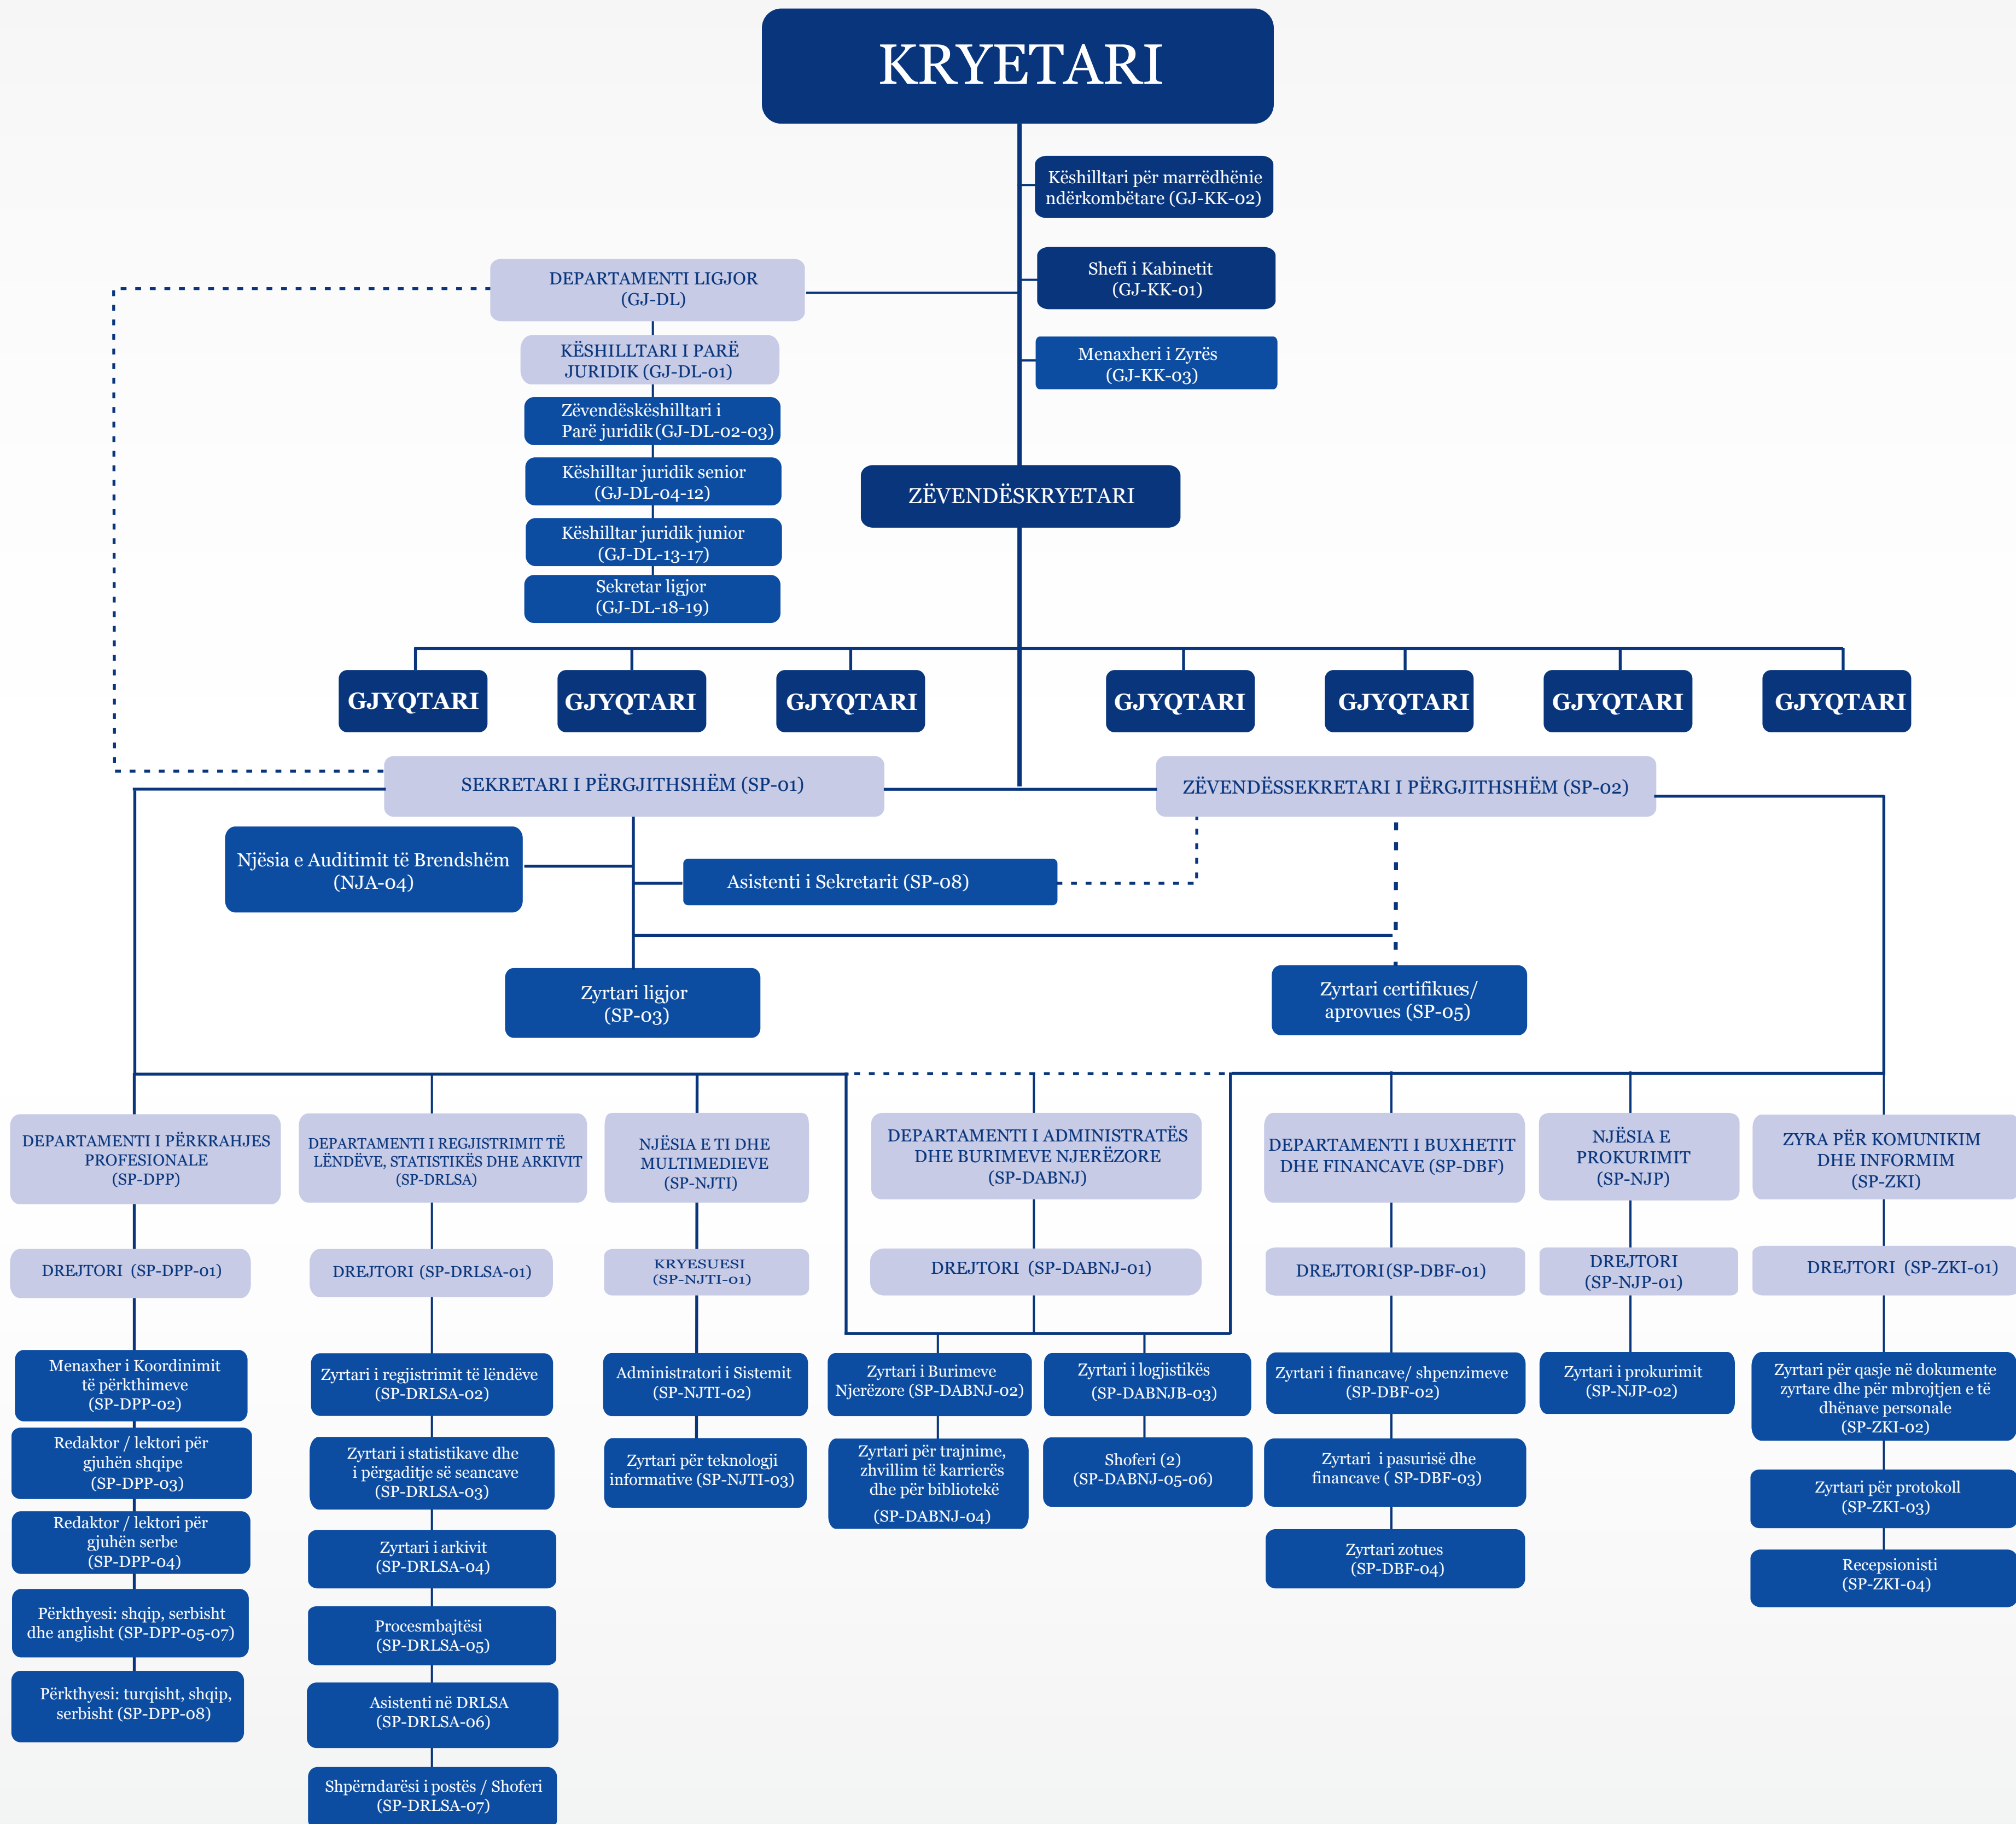 KRYETARI
Këshilltari për marrëdhënie
ndërkombëtare (GJ-KK-02)
Shefi i Kabinetit
(GJ-KK-01)
Menaxheri i Zyrës
(GJ-KK-03)
DEPARTAMENTI LIGJOR
(GJ-DL)
KËSHILLTARI I PARË
JURIDIK (GJ-DL-01)
Zëvendëskëshilltari i
Parë juridik (GJ-DL-02-03)
Këshilltar juridik senior
(GJ-DL-04-12)
Këshilltar juridik junior
(GJ-DL-13-17)
Sekretar ligjor
(GJ-DL-18-19)
ZËVENDËSKRYETARI
GJYQTARI
GJYQTARI
GJYQTARI
GJYQTARI
GJYQTARI
GJYQTARI
GJYQTARI
SEKRETARI I PËRGJITHSHËM (SP-01)
ZËVENDËSSEKRETARI I PËRGJITHSHËM (SP-02)
Njësia e Auditimit të Brendshëm
(NJA-04)
Asistenti i Sekretarit (SP-08)
Zyrtari ligjor
(SP-03)
Zyrtari certifikues/
aprovues (SP-05)
DEPARTAMENTI I PËRKRAHJES
PROFESIONALE
(SP-DPP)
DREJTORI (SP-DPP-01)
Menaxher i Koordinimit
të përkthimeve
(SP-DPP-02)
Redaktor / lektori për
gjuhën shqipe
(SP-DPP-03)
Redaktor / lektori për
gjuhën serbe
(SP-DPP-04)
Përkthyesi: shqip, serbisht
dhe anglisht (SP-DPP-05-07)
Përkthyesi: turqisht, shqip,
serbisht (SP-DPP-08)
DEPARTAMENTI I REGJISTRIMIT TË
LËNDËVE, STATISTIKËS DHE ARKIVIT
(SP-DRLSA)
DREJTORI (SP-DRLSA-01)
Zyrtari i regjistrimit të lëndëve
(SP-DRLSA-02)
Zyrtari i statistikave dhe
i përgaditje së seancave
(SP-DRLSA-03)
Zyrtari i arkivit
(SP-DRLSA-04)
Procesmbajtësi
(SP-DRLSA-05)
Asistenti në DRLSA
(SP-DRLSA-06)
Shpërndarësi i postës / Shoferi
(SP-DRLSA-07)
NJËSIA E TI DHE
MULTIMEDIEVE
(SP-NJTI)
KRYESUESI
(SP-NJTI-01)
Administratori i Sistemit
(SP-NJTI-02)
Zyrtari për teknologji
informative (SP-NJTI-03)
DEPARTAMENTI I ADMINISTRATËS
DHE BURIMEVE NJERËZORE
(SP-DABNJ)
DREJTORI (SP-DABNJ-01)
Zyrtari i Burimeve
Njerëzore (SP-DABNJ-02)
Zyrtari për trajnime,
zhvillim të karrierës
dhe për bibliotekë
(SP-DABNJ-04)
Zyrtari i logjistikës
(SP-DABNJB-03)
Shoferi (2)
(SP-DABNJ-05-06)
DEPARTAMENTI I BUXHETIT
DHE FINANCAVE (SP-DBF)
DREJTORI (SP-DBF-01)
Zyrtari i financave/ shpenzimeve
(SP-DBF-02)
Zyrtari i pasurisë dhe
financave ( SP-DBF-03)
Zyrtari zotues
(SP-DBF-04)
NJËSIA E
PROKURIMIT
(SP-NJP)
DREJTORI
(SP-NJP-01)
Zyrtari i prokurimit
(SP-NJP-02)
ZYRA PËR KOMUNIKIM
DHE INFORMIM
(SP-ZKI)
DREJTORI (SP-ZKI-01)
Zyrtari për qasje në dokumente
zyrtare dhe për mbrojtjen e të
dhënave personale
(SP-ZKI-02)
Zyrtari për protokoll
(SP-ZKI-03)
Recepsionisti
(SP-ZKI-04)